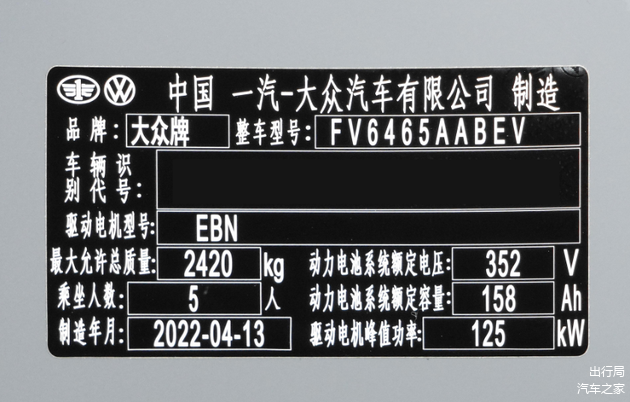 中国 一汽-大众汽车有限公司 制造
品牌: 大众牌 整车型号: FV6465AABEV
车辆识
别代号:
驱动电机型号: EBN
最大允许总质量: 2420 kg 动力电池系统额定电压: 352 V
乘坐人数: 5 人 动力电池系统额定容量: 158 Ah
制造年月: 2022-04-13 驱动电机峰值功率: 125 kW
出行局
汽车之家